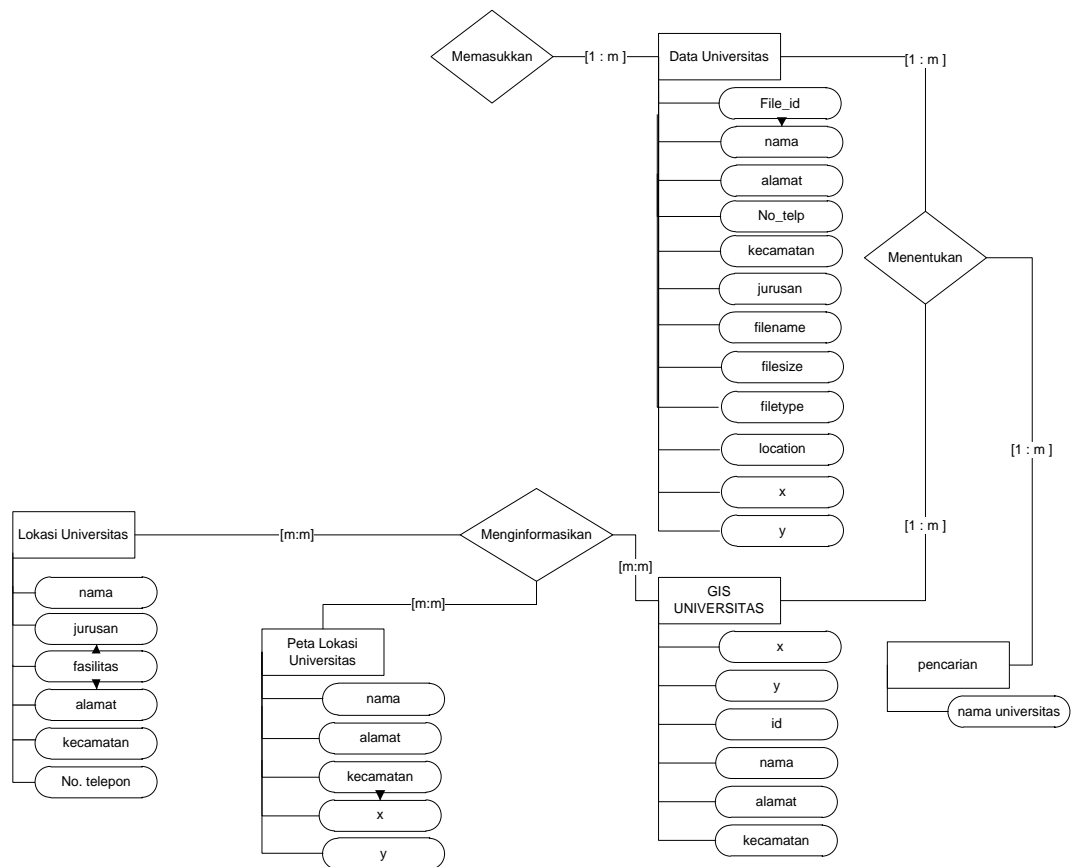 Memasukkan
[1 : m ]
Data Universitas
[1 : m ]
File_id
nama
alamat
No_telp
kecamatan
jurusan
filename
filesize
filetype
location
x
y
Menentukan
[1 : m ]
[1 : m ]
Lokasi Universitas
[m:m]
Menginformasikan
[m:m]
[m:m]
nama
jurusan
fasilitas
alamat
kecamatan
No. telepon
Peta Lokasi
Universitas
nama
alamat
kecamatan
x
y
GIS
UNIVERSITAS
x
y
id
nama
alamat
kecamatan
pencarian
nama universitas